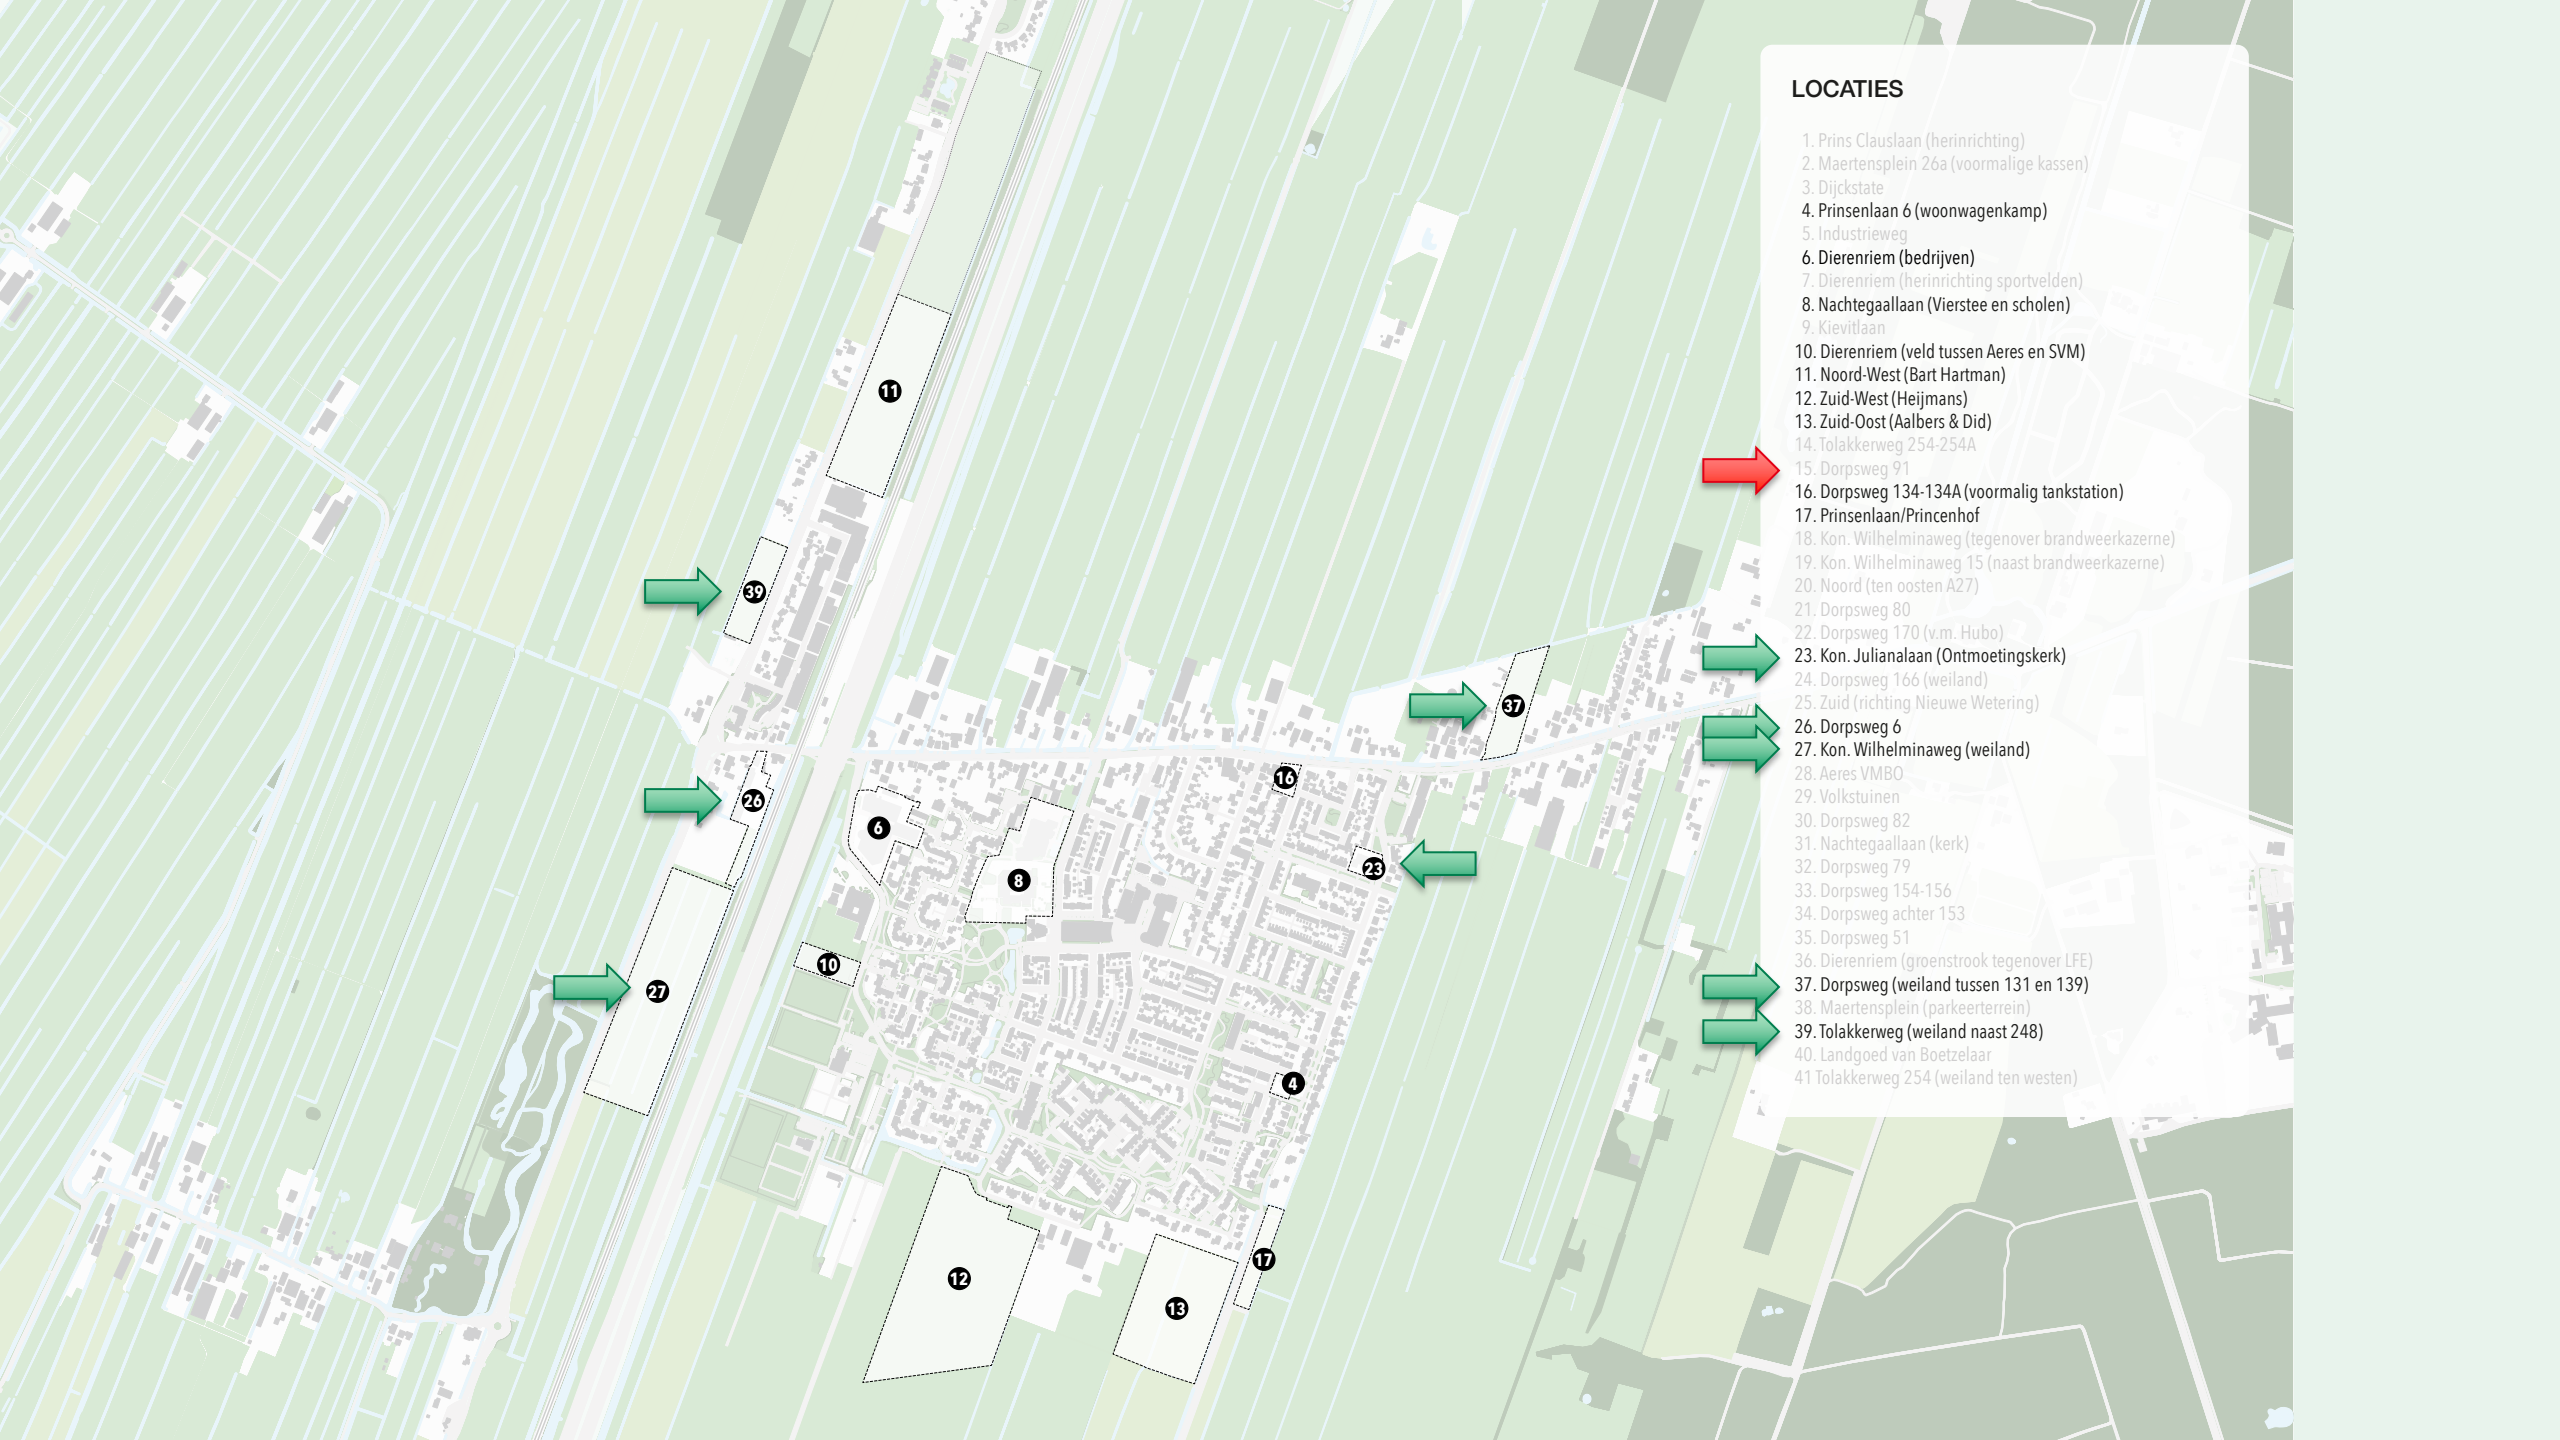 LOCATIES
1. Prins Clauslaan (herinrichting)
2. Maertensplein 26a (voormalige kassen)
3. Dijckstate
4. Prinsenlaan 6 (woonwagenkamp)
5. Industrieweg
6. Dierenriem (bedrijven)
7. Dierenriem (herinrichting sportvelden)
8. Nachtegaallaan (Vierstee en scholen)
9. Kievitlaan
10. Dierenriem (veld tussen Aeres en SVM)
11. Noord-West (Bart Hartman)
12. Zuid-West (Heijmans)
13. Zuid-Oost (Aalbers & Did)
14. Tolakkerweg 254-254A
15. Dorpsweg 91
16. Dorpsweg 134-134A (voormalig tankstation)
17. Prinsenlaan/Princenhof
18. Kon. Wilhelminaweg (tegenover brandweerkazerne)
19. Kon. Wilhelminaweg 15 (naast brandweerkazerne)
20. Noord (ten oosten A27)
21. Dorpsweg 80
22. Dorpsweg 170 (v.m. Hubo)
23. Kon. Julianalaan (Ontmoetingskerk)
24. Dorpsweg 166 (weiland)
25. Zuid (richting Nieuwe Wetering)
26. Dorpsweg 6
27. Kon. Wilhelminaweg (weiland)
28. Aeres VMBO
29. Volkstuinen
30. Dorpsweg 82
31. Nachtegaallaan (kerk)
32. Dorpsweg 79
33. Dorpsweg 154-156
34. Dorpsweg achter 153
35. Dorpsweg 51
36. Dierenriem (groenstrook tegenover LFE)
37. Dorpsweg (weiland tussen 131 en 139)
38. Maertensplein (parkeerterrein)
39. Tolakkerweg (weiland naast 248)
40. Landgoed van Boetzelaar
41 Tolakkerweg 254 (weiland ten westen)
11
39
37
16
26
6
23
8
10
27
4
17
12
13